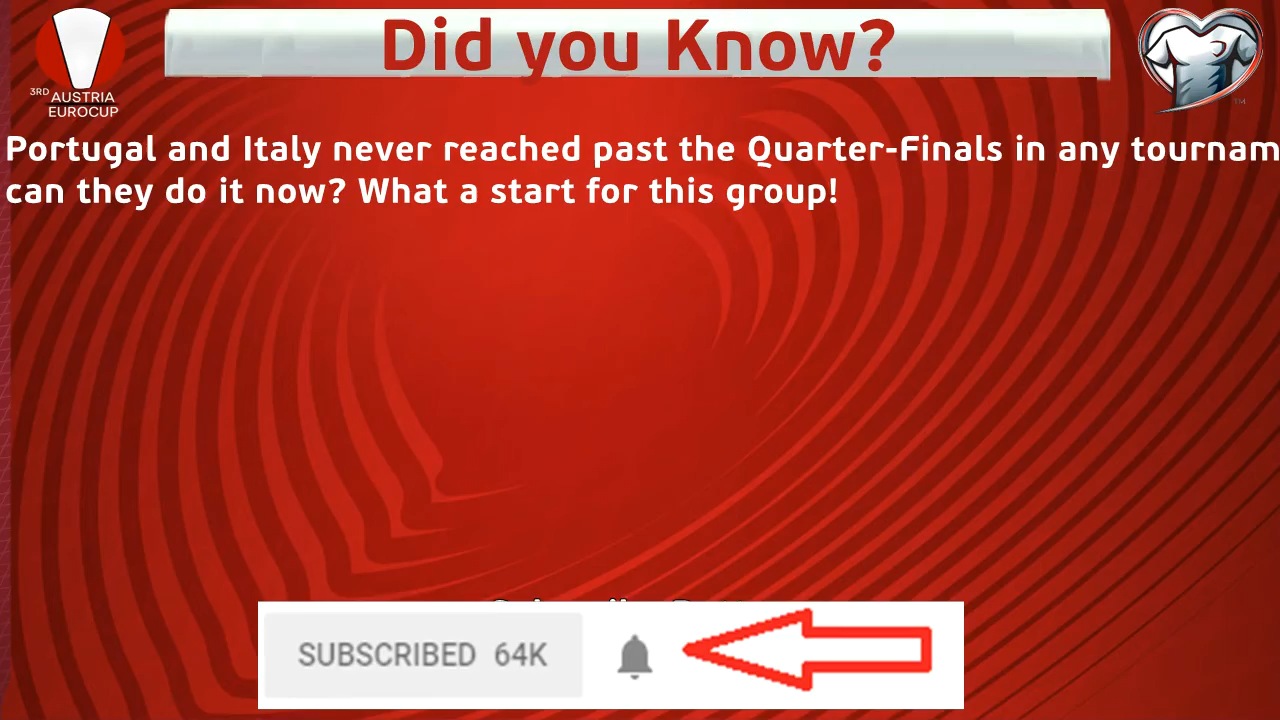 Did you Know?
3RD AUSTRIA
EUROCUP
TM
Portugal and Italy never reached past the Quarter-Finals in any tournam
can they do it now? What a start for this group!
SUBSCRIBED 64K